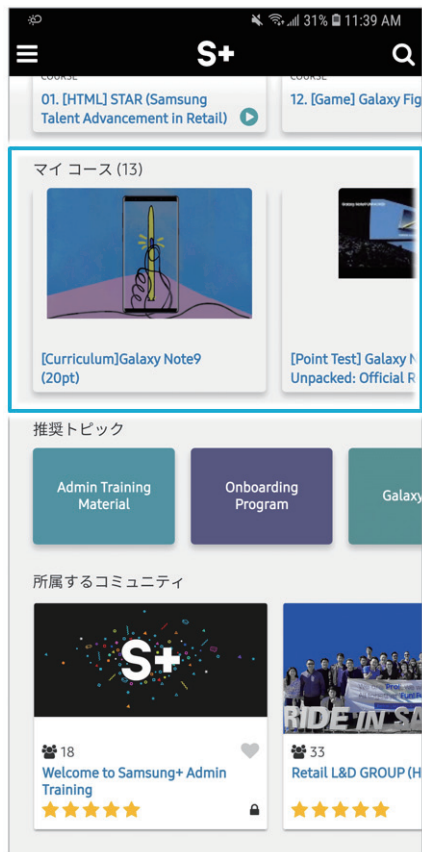 31% 11:39 AM
S+
COURSE
COURSE
01. [HTML] STAR (Samsung
Talent Advancement in Retail)
12. [Game] Galaxy Fig
マイ コース (13)
[Curriculum]Galaxy Note9
(20pt)
[Point Test] Galaxy N
Unpacked: Official R
推奨トピック
Admin Training
Material
Onboarding
Program
Galaxy
所属するコミュニティ
S+
RIDE IN SA
18
Welcome to Samsung+ Admin
Training
33
Retail L&D GROUP (H